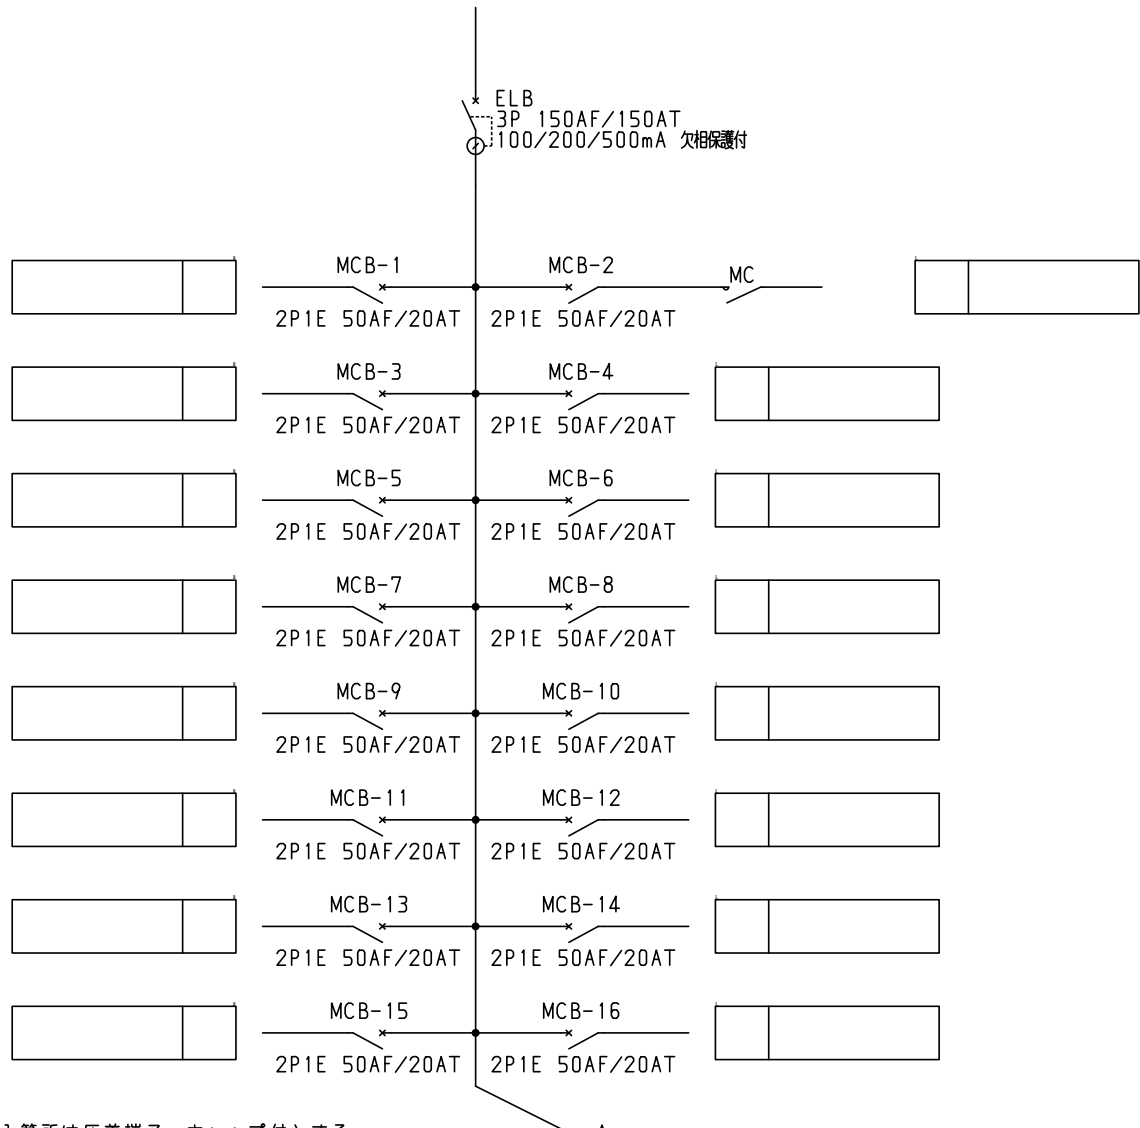 ELB
3P 150AF/150AT
100/200/500mA 欠相保護付
MCB-1
MCB-2
MC
2P1E 50AF/20AT
2P1E 50AF/20AT
MCB-3
MCB-4
2P1E 50AF/20AT
2P1E 50AF/20AT
MCB-5
MCB-6
2P1E 50AF/20AT
2P1E 50AF/20AT
MCB-7
MCB-8
2P1E 50AF/20AT
2P1E 50AF/20AT
MCB-9
MCB-10
2P1E 50AF/20AT
2P1E 50AF/20AT
MCB-11
MCB-12
2P1E 50AF/20AT
2P1E 50AF/20AT
MCB-13
MCB-14
2P1E 50AF/20AT
2P1E 50AF/20AT
MCB-15
MCB-16
2P1E 50AF/20AT
2P1E 50AF/20AT